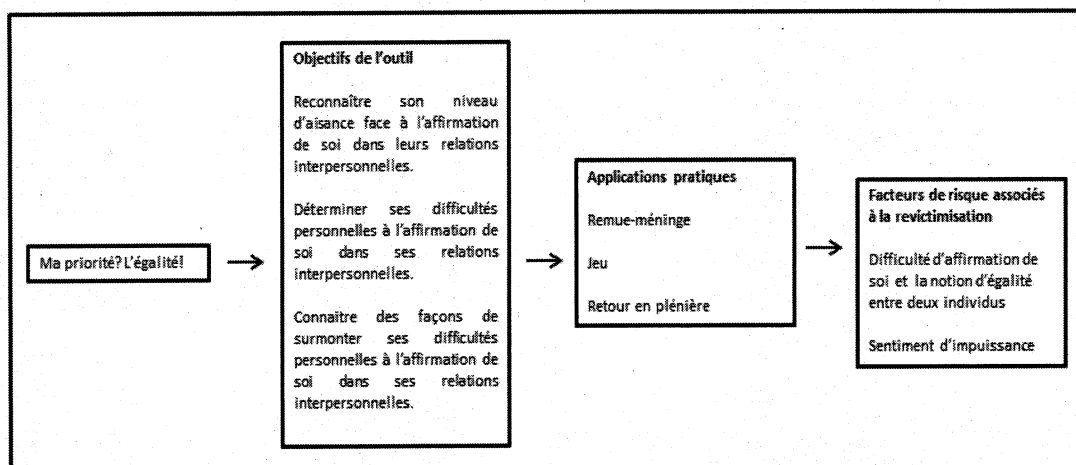 Ma priorité? L'égalité!
Objectifs de l'outil
Reconnaître son niveau
d'aisance face à l'affirmation
de soi dans leurs relations
interpersonnelles.
Déterminer ses difficultés
personnelles à l'affirmation de
soi dans ses relations
interpersonnelles.
Connaître des façons de
surmonter ses difficultés
personnelles à l'affirmation de
soi dans ses relations
interpersonnelles.
Applications pratiques
Remue-méninge
Jeu
Retour en plénière
Facteurs de risque associés
à la revictimisation
Difficulté d'affirmation de
soi et la notion d'égalité
entre deux individus
Sentiment d'impuissance